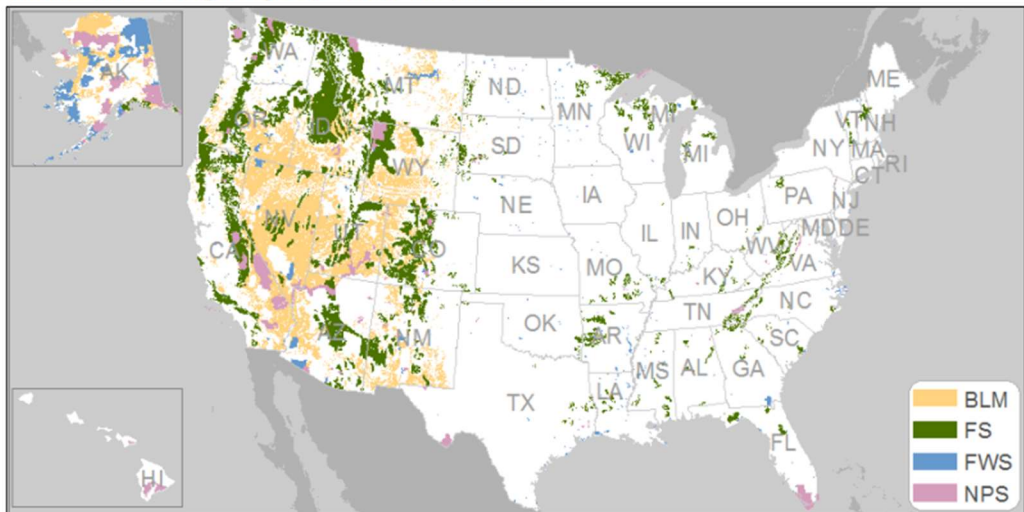 AK
WA
MT
ND
MN
ME
OR
ID
SD
WI
MI
MI
VT
NH
NY
MA
RI
CT
WY
NE
IA
PA
NJ
NV
UT
CO
IL
IN
OH
MD
DE
WV
VA
CA
KS
MO
KY
NC
TN
AZ
NM
OK
AR
SC
MS
AL
GA
LA
TX
FL
HI
BLM
FS
FWS
NPS